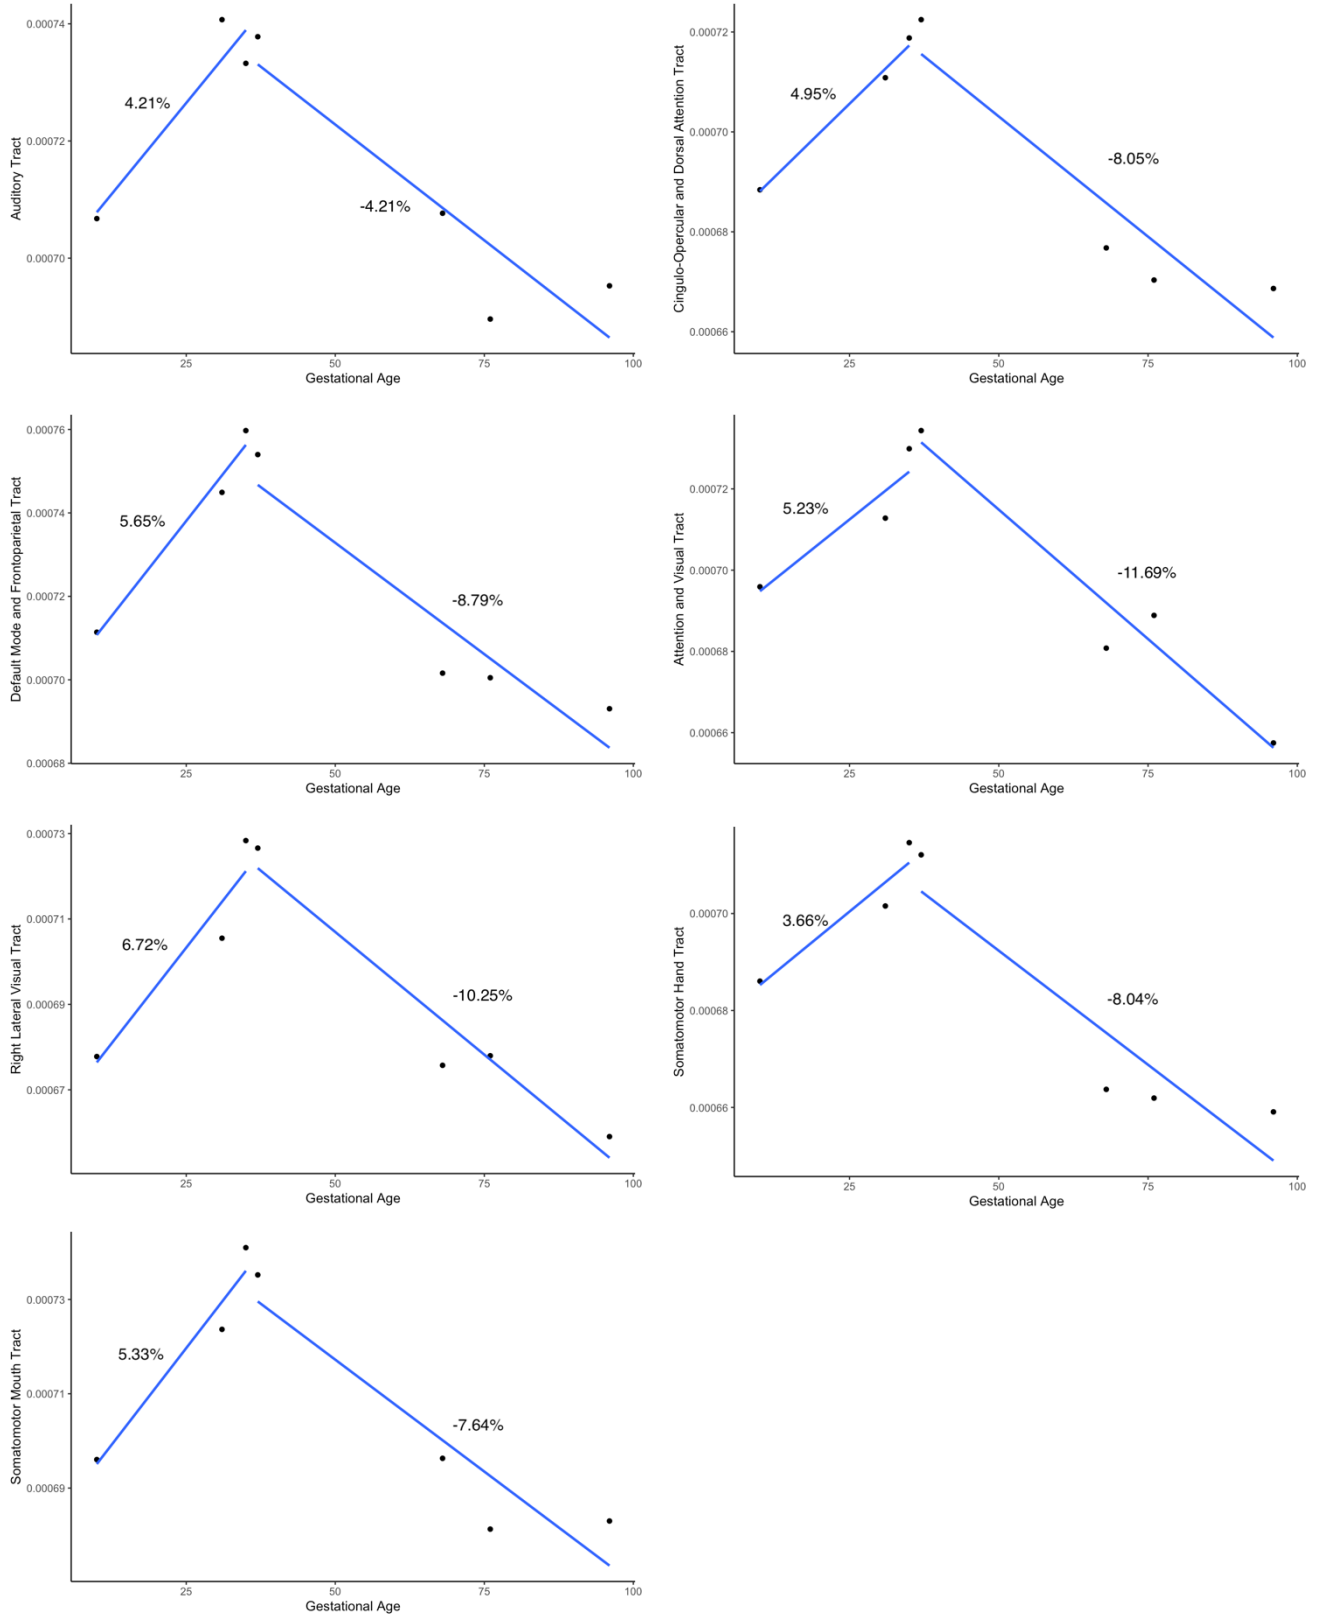 Auditory Tract
0.00074
0.00072
0.00070
4.21%
-4.21%
25 50 75 100
Gestational Age
Cingulo-Opercular and Dorsal Attention Tract
0.00072
0.00070
0.00068
0.00066
4.95%
-8.05%
25 50 75 100
Gestational Age
Default Mode and Frontoparietal Tract
0.00076
0.00074
0.00072
0.00070
0.00068
5.65%
-8.79%
25 50 75 100
Gestational Age
Attention and Visual Tract
0.00072
0.00070
0.00068
0.00066
5.23%
-11.69%
25 50 75 100
Gestational Age
Right Lateral Visual Tract
0.00073
0.00071
0.00069
0.00067
6.72%
-10.25%
25 50 75 100
Gestational Age
Somatomotor Hand Tract
0.00070
0.00068
0.00066
3.66%
-8.04%
25 50 75 100
Gestational Age
Somatomotor Mouth Tract
0.00073
0.00071
0.00069
5.33%
-7.64%
25 50 75 100
Gestational Age